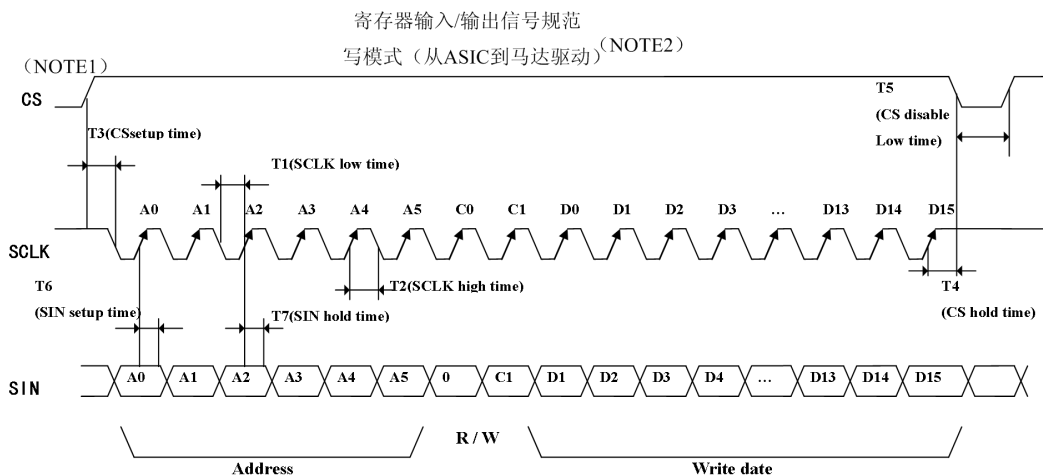 寄存器输入/输出信号规范
写模式（从ASIC到马达驱动）（NOTE2）
（NOTE1）
CS
T5
(CS disable
Low time)
T3(CSsetup time)
T1(SCLK low time)
A0 A1 A2 A3 A4 A5 C0 C1 D0 D1 D2 D3 … D13 D14 D15
SCLK
T6
(SIN setup time)
T2(SCLK high time)
T4
(CS hold time)
T7(SIN hold time)
SIN
A0 A1 A2 A3 A4 A5 0 C1 D1 D2 D3 D4 … D13 D14 D15
R / W
Address
Write date